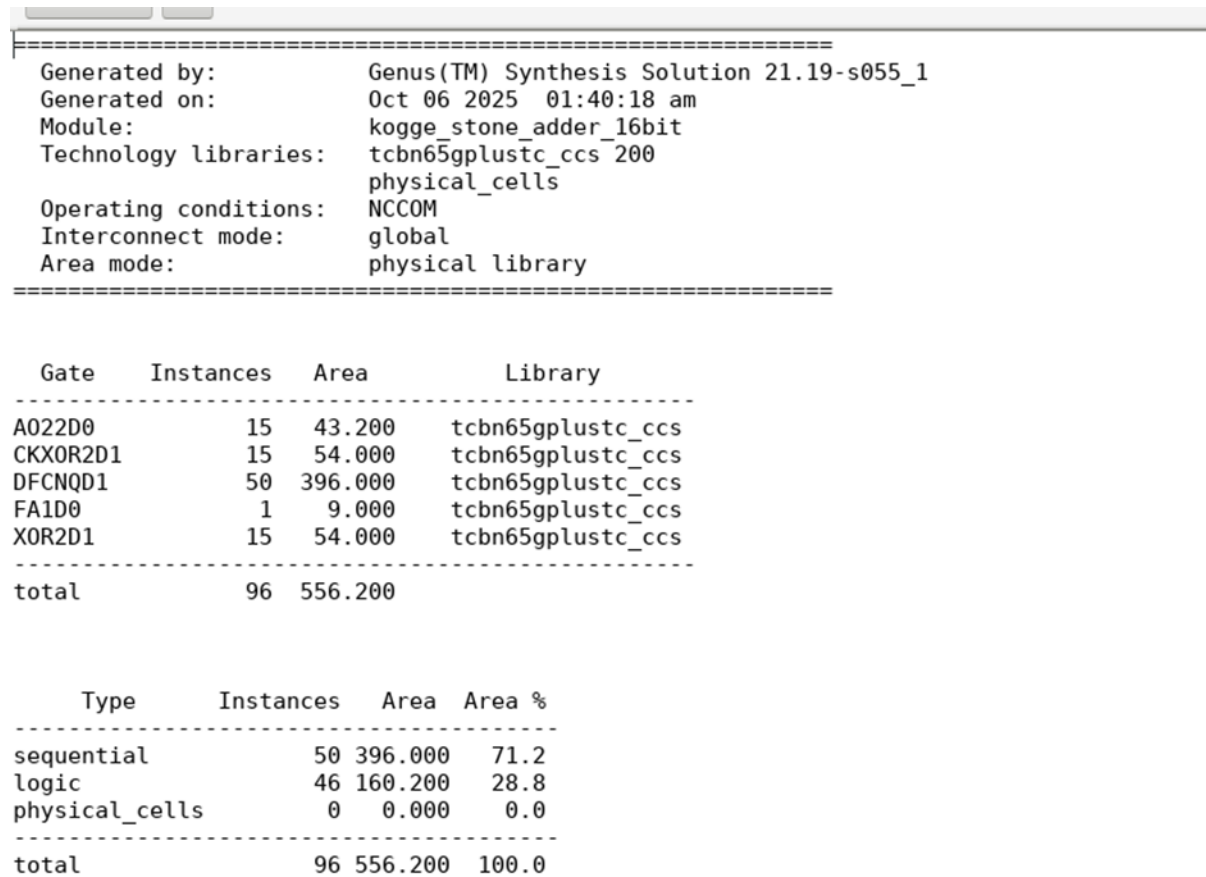 ============================================================
Generated by: Genus(TM) Synthesis Solution 21.19-s055_1
Generated on: Oct 06 2025 01:40:18 am
Module: kogge_stone_adder_16bit
Technology libraries: tcbn65gplustc_ccs 200
physical_cells
Operating conditions: NCCOM
Interconnect mode: global
Area mode: physical library
============================================================
Gate Instances Area Library
--------------------------------------------------
AO22D0 15 43.200 tcbn65gplustc_ccs
CKXOR2D1 15 54.000 tcbn65gplustc_ccs
DFCNQD1 50 396.000 tcbn65gplustc_ccs
FA1D0 1 9.000 tcbn65gplustc_ccs
XOR2D1 15 54.000 tcbn65gplustc_ccs
--------------------------------------------------
total 96 556.200
Type Instances Area Area %
----------------------------------------
sequential 50 396.000 71.2
logic 46 160.200 28.8
physical_cells 0 0.000 0.0
----------------------------------------
total 96 556.200 100.0